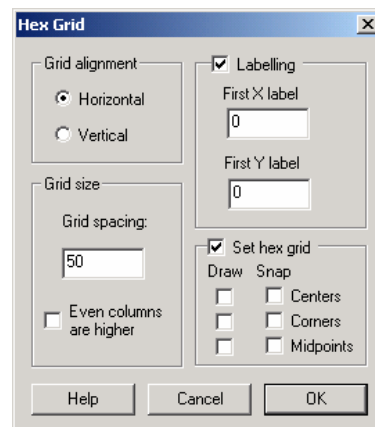 Hex Grid
Grid alignment
Horizontal
Vertical
Labelling
First X label
0
First Y label
0
Grid size
Grid spacing:
50
Even columns
are higher
Set hex grid
Draw Snap
Centers
Corners
Midpoints
Help Cancel OK